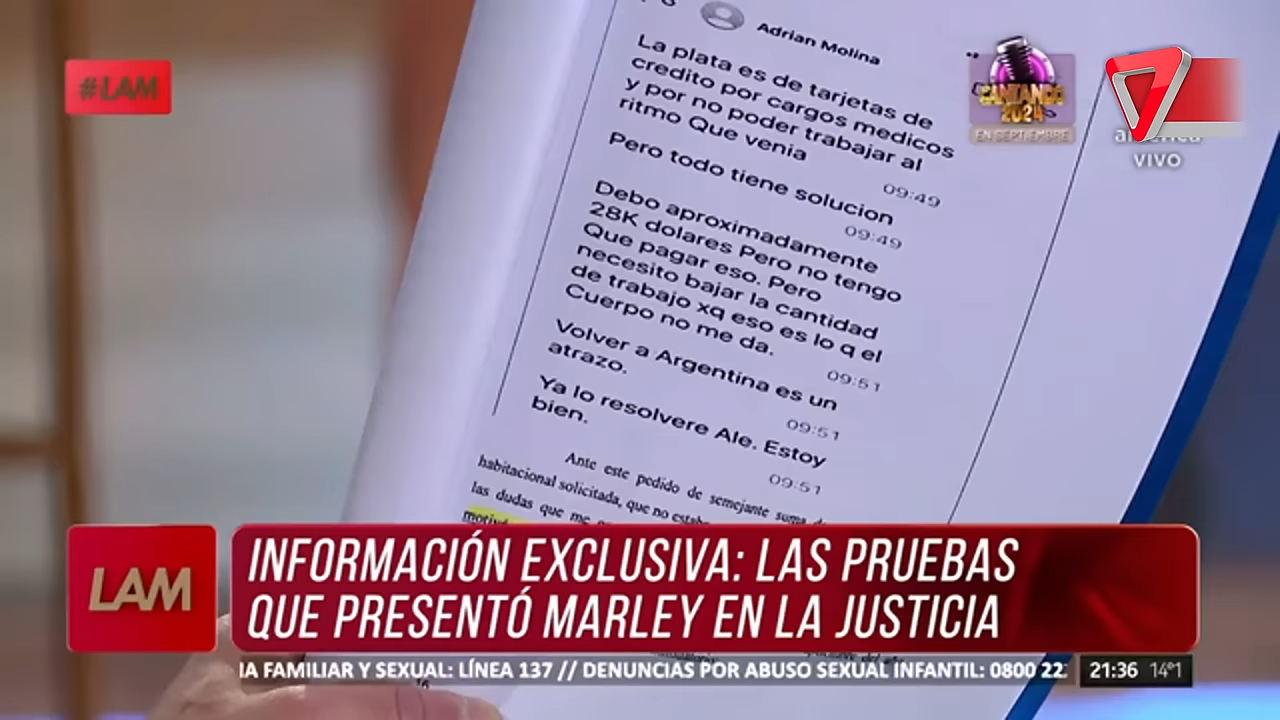 Adrian Molina
La plata es de tarjetas de
credito por cargos medicos
y por no poder trabajar al
ritmo Que venia
09:49
Pero todo tiene solucion
09:49
Debo aproximadamente
28K dolares Pero no tengo
Que pagar eso. Pero
necesito bajar la cantidad
de trabajo xq eso es lo q el
Cuerpo no me da.
09:51
Volver a Argentina es un
atrazo.
09:51
Ya lo resolvere Ale. Estoy
bien.
09:51
Ante este pedido de semejante suma
habitacional solicitada, que no
las dudas que me
#LAM
CANTANDO
2024
EN SEPTIEMBRE
VIVO
LAM
INFORMACIÓN EXCLUSIVA: LAS PRUEBAS
QUE PRESENTÓ MARLEY EN LA JUSTICIA
IA FAMILIAR Y SEXUAL: LÍNEA 137 // DENUNCIAS POR ABUSO SEXUAL INFANTIL: 0800 22
21:36 14°1